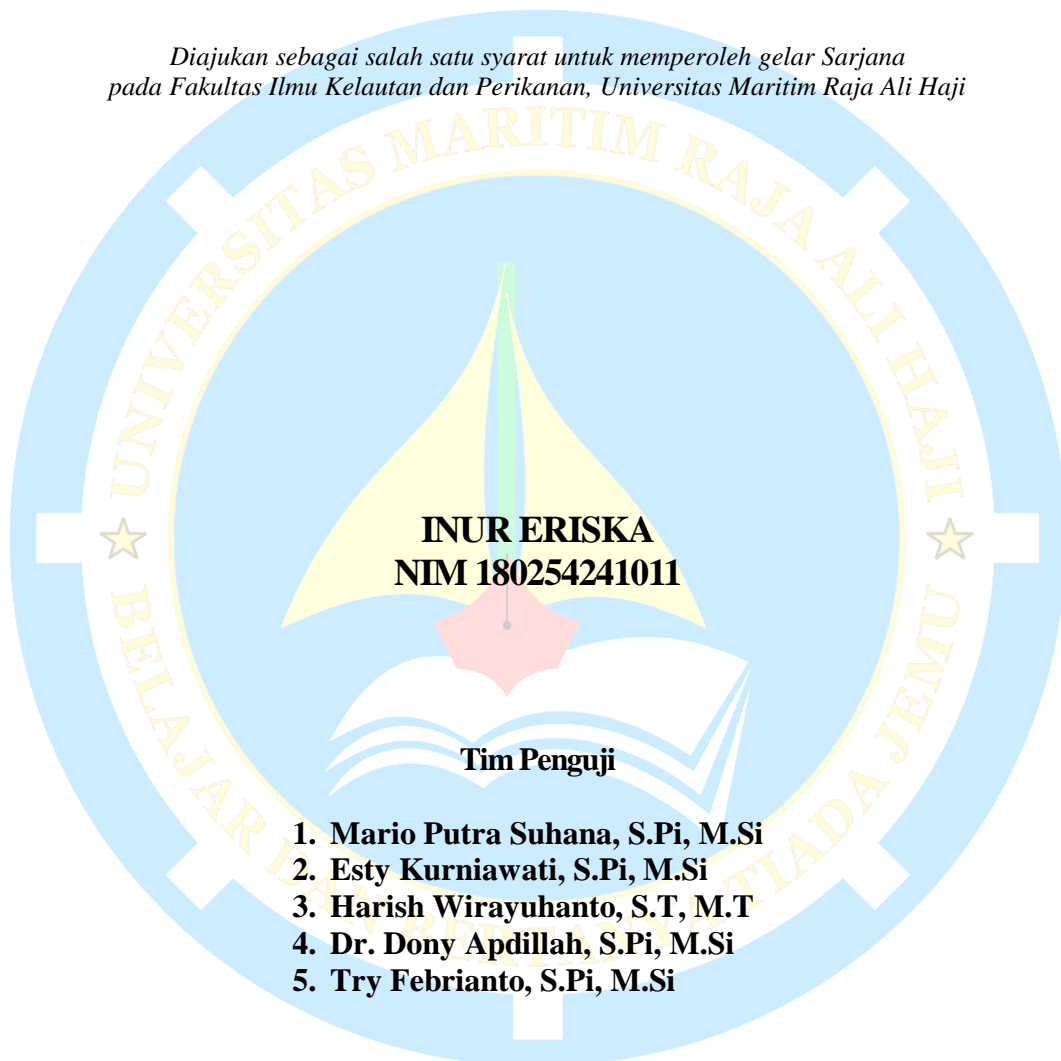 Diajukan sebagai salah satu syarat untuk memperoleh gelar Sarjana
pada Fakultas Ilmu Kelautan dan Perikanan, Universitas Maritim Raja Ali Haji
UNIVERSITAS MARITIM RAJA ALI HAJI
INUR ERISKA
NIM 180254241011
Tim Penguji
1. Mario Putra Suhana, S.Pi, M.Si
2. Esty Kurniawati, S.Pi, M.Si
3. Harish Wirayuhanto, S.T, M.T
4. Dr. Dony Apdillah, S.Pi, M.Si
5. Try Febrianto, S.Pi, M.Si
BELAJAR DAN BERTANYA TIADA JEMU